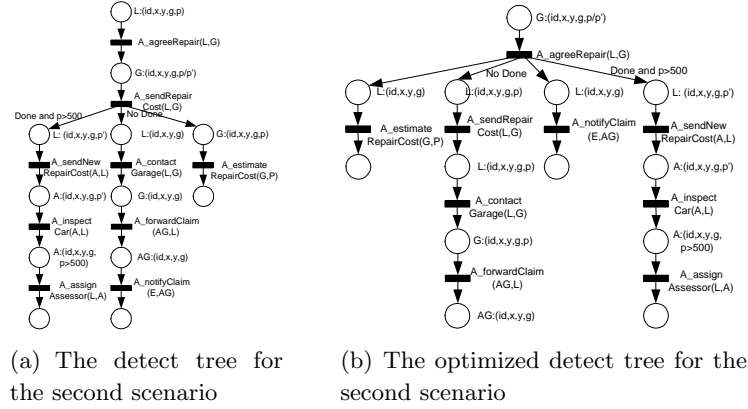 L:(id,x,y,g,p)
A_agreeRepair(L,G)
G:(id,x,y,g,p/p')
A_sendRepair
Cost(L,G)
Done and p>500
No Done
L: (id,x,y,g,p')
L:(id,x,y,g)
G:(id,x,y,g,p)
A_sendNew
RepairCost(A,L)
A_contact
Garage(L,G)
A_estimate
RepairCost(G,P)
A:(id,x,y,g,p')
G:(id,x,y,g)
A_inspect
Car(A,L)
A_forwardClaim
(AG,L)
A:(id,x,y,g,
p>500)
AG:(id,x,y,g)
A_assign
Assessor(L,A)
A_notifyClaim
(E,AG)
(a) The detect tree for
the second scenario
G:(id,x,y,g,p/p')
A_agreeRepair(L,G)
No Done
Done and p>500
L:(id,x,y,g)
L:(id,x,y,g,p)
L:(id,x,y,g)
L: (id,x,y,g,p')
A_estimate
RepairCost(G,P)
A_sendRepair
Cost(L,G)
A_notifyClaim
(E,AG)
A_sendNew
RepairCost(A,L)
L:(id,x,y,g,p)
A:(id,x,y,g,p')
A_contact
Garage(L,G)
A_inspect
Car(A,L)
G:(id,x,y,g,p)
A:(id,x,y,g,
p>500)
A_forwardClaim
(AG,L)
A_assign
Assessor(L,A)
AG:(id,x,y,g)
(b) The optimized detect tree for the
second scenario